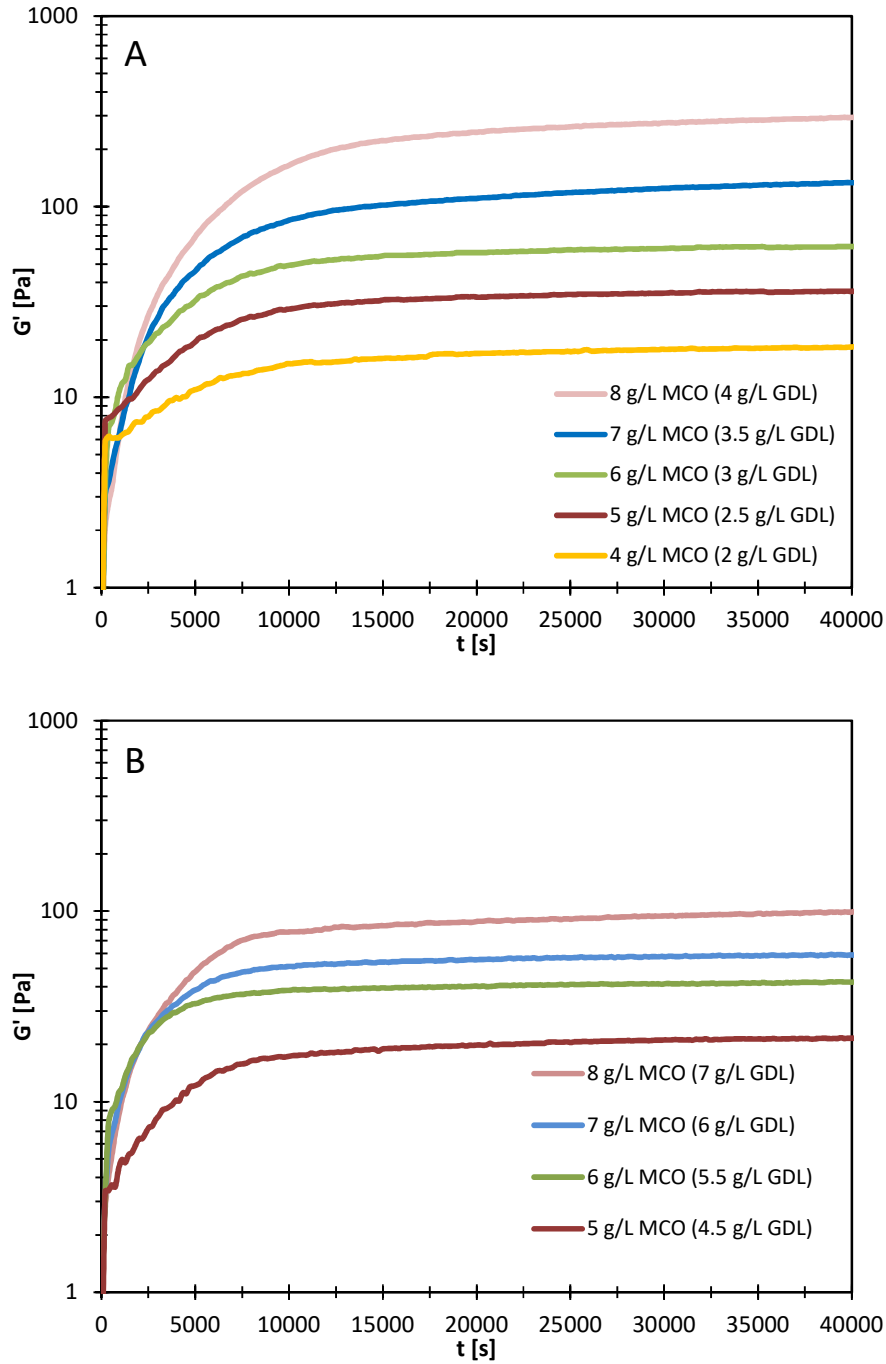 A
1000
100
10
1
G' [Pa]
8 g/L MCO (4 g/L GDL)
7 g/L MCO (3.5 g/L GDL)
6 g/L MCO (3 g/L GDL)
5 g/L MCO (2.5 g/L GDL)
4 g/L MCO (2 g/L GDL)
0 5000 10000 15000 20000 25000 30000 35000 40000
t [s]
B
1000
100
10
1
G' [Pa]
8 g/L MCO (7 g/L GDL)
7 g/L MCO (6 g/L GDL)
6 g/L MCO (5.5 g/L GDL)
5 g/L MCO (4.5 g/L GDL)
0 5000 10000 15000 20000 25000 30000 35000 40000
t [s]